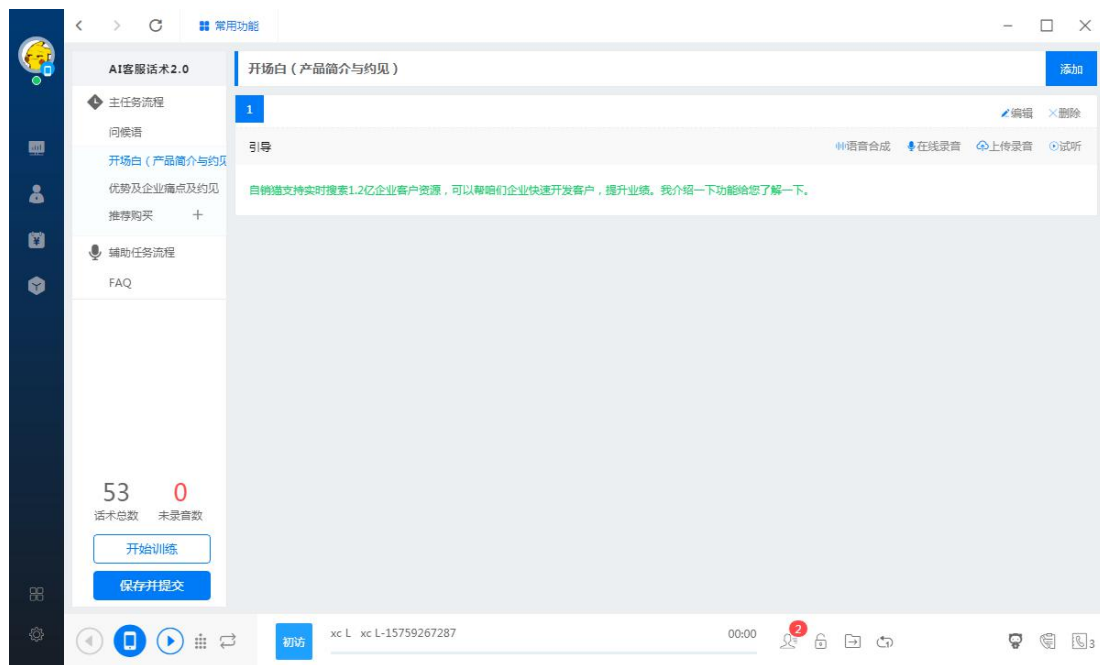 常用功能
AI客服话术2.0
开场白（产品简介与约见）
添加
主任务流程
1
编辑
删除
问候语
引导
语音合成
在线录音
上传录音
试听
开场白（产品简介与约见
优势及企业痛点及约见
自销猫支持实时搜索1.2亿企业客户资源，可以帮咱们企业快速开发客户，提升业绩。我介绍一下功能给您了解一下。
推荐购买
辅助任务流程
FAQ
53
0
话术总数
未录音数
开始训练
保存并提交
初访
xc L xc L-15759267287
00:00
2
3